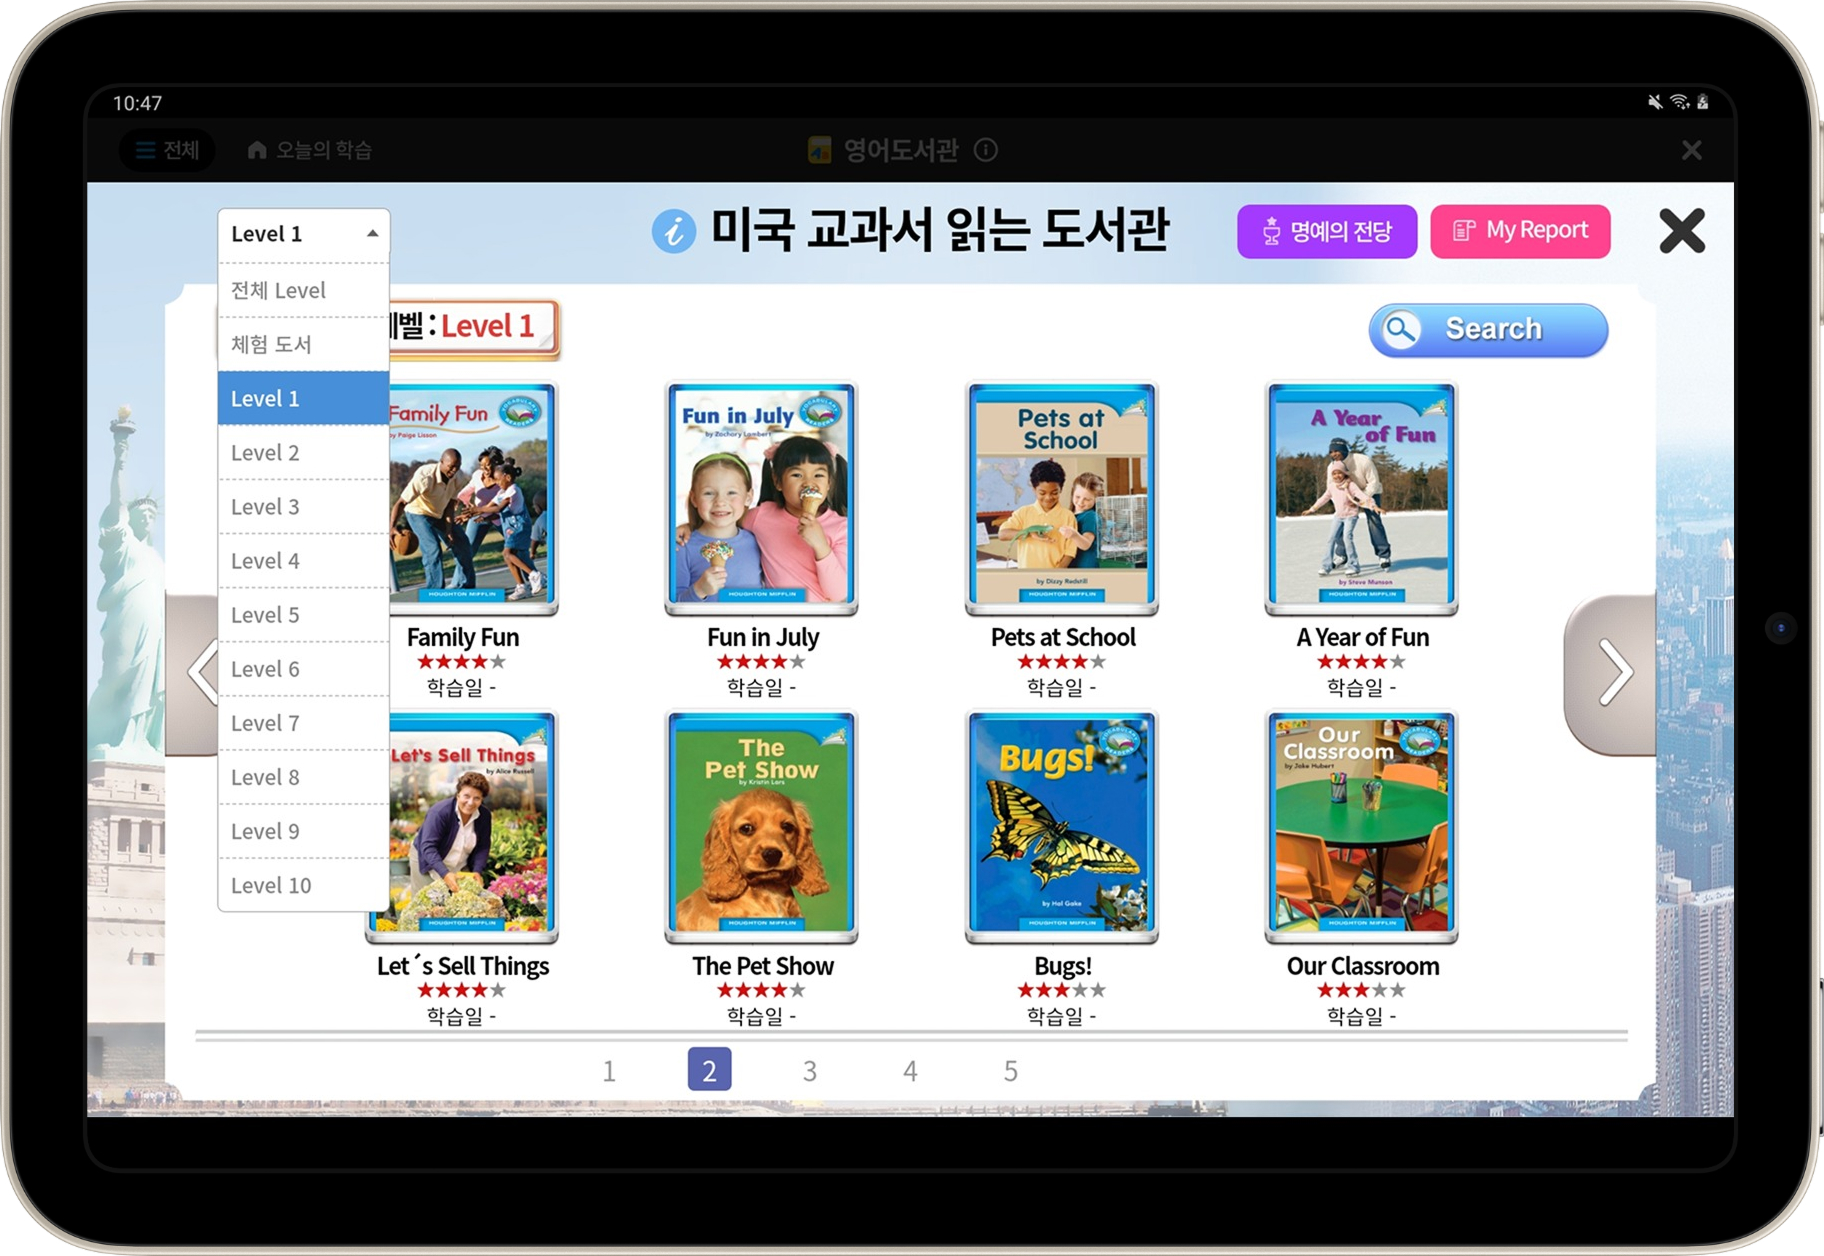 10:47
전체
오늘의 학습
영어도서관
Level 1
미국 교과서 읽는 도서관
명예의 전당
My Report
전체 Level
체험 도서
Level 1
Level 2
Level 3
Level 4
Level 5
Level 6
Level 7
Level 8
Level 9
Level 10
벨 : Level 1
Search
Family Fun
by Paige Lisson
VOCABULARY READERS
HOUGHTON MIFFLIN
Family Fun
학습일 -
Fun in July
by Zachory Lambert
VOCABULARY READERS
HOUGHTON MIFFLIN
Fun in July
학습일 -
Pets at
School
by Dizzy Redstill
HOUGHTON MIFFLIN
Pets at School
학습일 -
A Year
of Fun
by Steve Munson
HOUGHTON MIFFLIN
A Year of Fun
학습일 -
Let's Sell Things
by Alice Russell
HOUGHTON MIFFLIN
Let´s Sell Things
학습일 -
The
Pet Show
by Kristin Lers
HOUGHTON MIFFLIN
The Pet Show
학습일 -
Bugs!
VOCABULARY READERS
by Hal Gake
HOUGHTON MIFFLIN
Bugs!
학습일 -
Our
Classroom
by Jake Hubert
VOCABULARY READERS
HOUGHTON MIFFLIN
Our Classroom
학습일 -
1
2
3
4
5